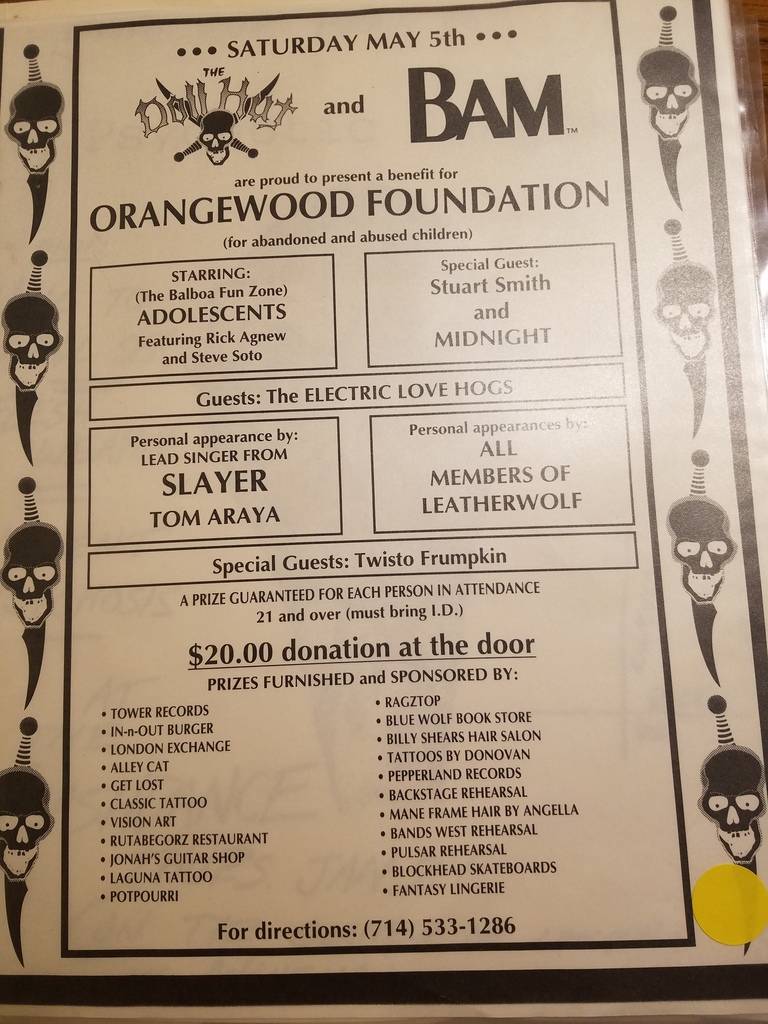 ••• SATURDAY MAY 5th •••
THE
Doll Hut
and
BAM™
are proud to present a benefit for
ORANGEWOOD FOUNDATION
(for abandoned and abused children)
STARRING:
(The Balboa Fun Zone)
ADOLESCENTS
Featuring Rick Agnew
and Steve Soto
Special Guest:
Stuart Smith
and
MIDNIGHT
Guests: The ELECTRIC LOVE HOGS
Personal appearance by:
LEAD SINGER FROM
SLAYER
TOM ARAYA
Personal appearances by:
ALL
MEMBERS OF
LEATHERWOLF
Special Guests: Twisto Frumpkin
A PRIZE GUARANTEED FOR EACH PERSON IN ATTENDANCE
21 and over (must bring I.D.)
$20.00 donation at the door
PRIZES FURNISHED and SPONSORED BY:
• TOWER RECORDS
• IN-n-OUT BURGER
• LONDON EXCHANGE
• ALLEY CAT
• GET LOST
• CLASSIC TATTOO
• VISION ART
• RUTABEGORZ RESTAURANT
• JONAH'S GUITAR SHOP
• LAGUNA TATTOO
• POTPOURRI
• RAGZTOP
• BLUE WOLF BOOK STORE
• BILLY SHEARS HAIR SALON
• TATTOOS BY DONOVAN
• PEPPERLAND RECORDS
• BACKSTAGE REHEARSAL
• MANE FRAME HAIR BY ANGELLA
• BANDS WEST REHEARSAL
• PULSAR REHEARSAL
• BLOCKHEAD SKATEBOARDS
• FANTASY LINGERIE
For directions: (714) 533-1286